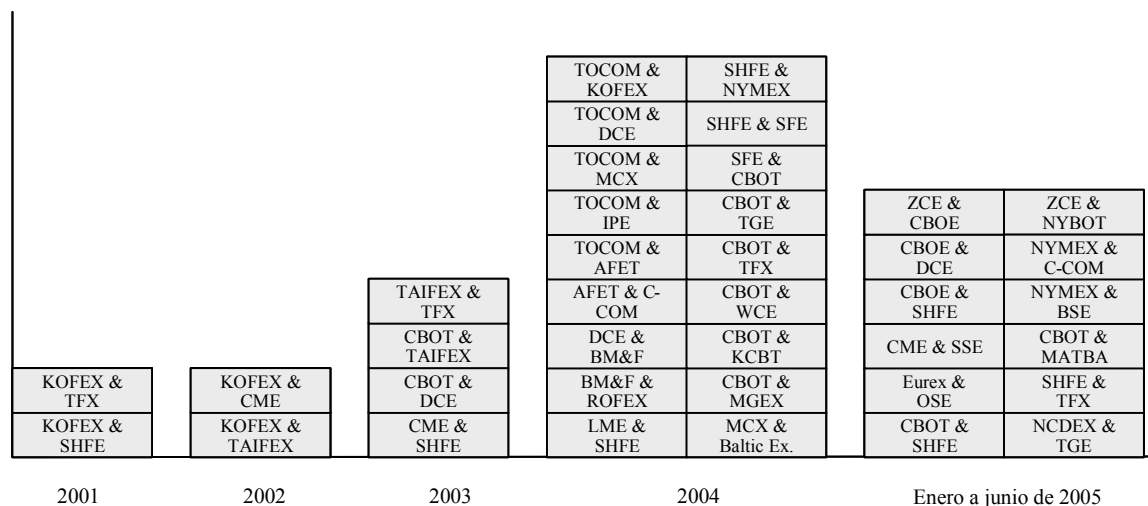 KOFEX &
TFX
KOFEX &
SHFE
2001
KOFEX &
CME
KOFEX &
TAIFEX
2002
TAIFEX &
TFX
CBOT &
TAIFEX
CBOT &
DCE
CME &
SHFE
2003
TOCOM &
KOFEX
TOCOM &
DCE
TOCOM &
MCX
TOCOM &
IPE
TOCOM &
AFET
AFET & C-
COM
DCE &
BM&F
BM&F &
ROFEX
LME &
SHFE
SHFE &
NYMEX
SHFE & SFE
SFE &
CBOT
CBOT &
TGE
CBOT &
TFX
CBOT &
WCE
CBOT &
KCBT
CBOT &
MGEX
MCX &
Baltic Ex.
2004
ZCE &
CBOE
CBOE &
DCE
CBOE &
SHFE
CME & SSE
Eurex &
OSE
CBOT &
SHFE
ZCE &
NYBOT
NYMEX &
C-COM
NYMEX &
BSE
CBOT &
MATBA
SHFE &
TFX
NCDEX &
TGE
Enero a junio de 2005